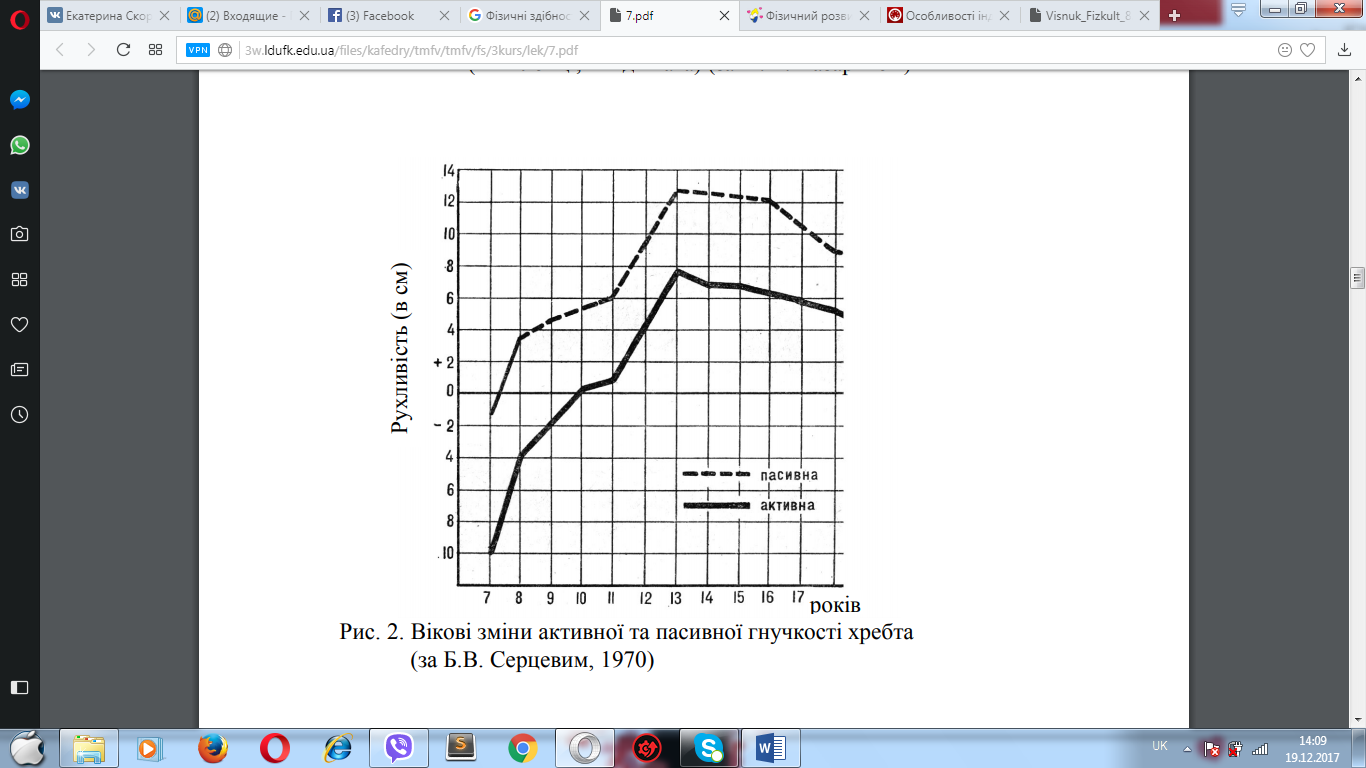 Екатерина Скор
(2) Входящие -
(3) Facebook
Фізичні здібнос
7.pdf
Фізичний розви
Особливості інд
Visnuk_Fizkult_8
VPN
3w.ldufk.edu.ua/files/kafedry/tmfv/tmfv/fs/3kurs/lek/7.pdf
Рухливість (в см)
14
12
10
8
6
4
+ 2
0
- 2
4
6
8
10
пасивна
активна
7 8 9 10 11 12 13 14 15 16 17 років
Рис. 2. Вікові зміни активної та пасивної гнучкості хребта
(за Б.В. Серцевим, 1970)
UK
14:09
19.12.2017